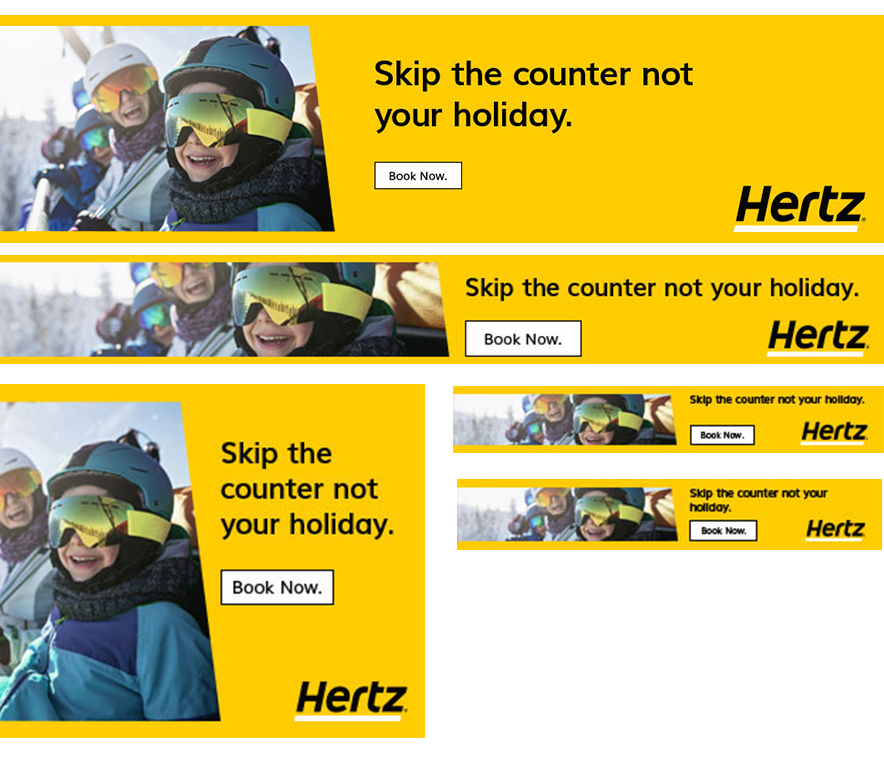 Skip the counter not
your holiday.
Book Now.
Hertz
Skip the counter not your holiday.
Book Now.
Hertz
Skip the
counter not
your holiday.
Book Now.
Hertz
Skip the counter not your holiday.
Book Now.
Hertz
Skip the counter not your
holiday.
Book Now.
Hertz